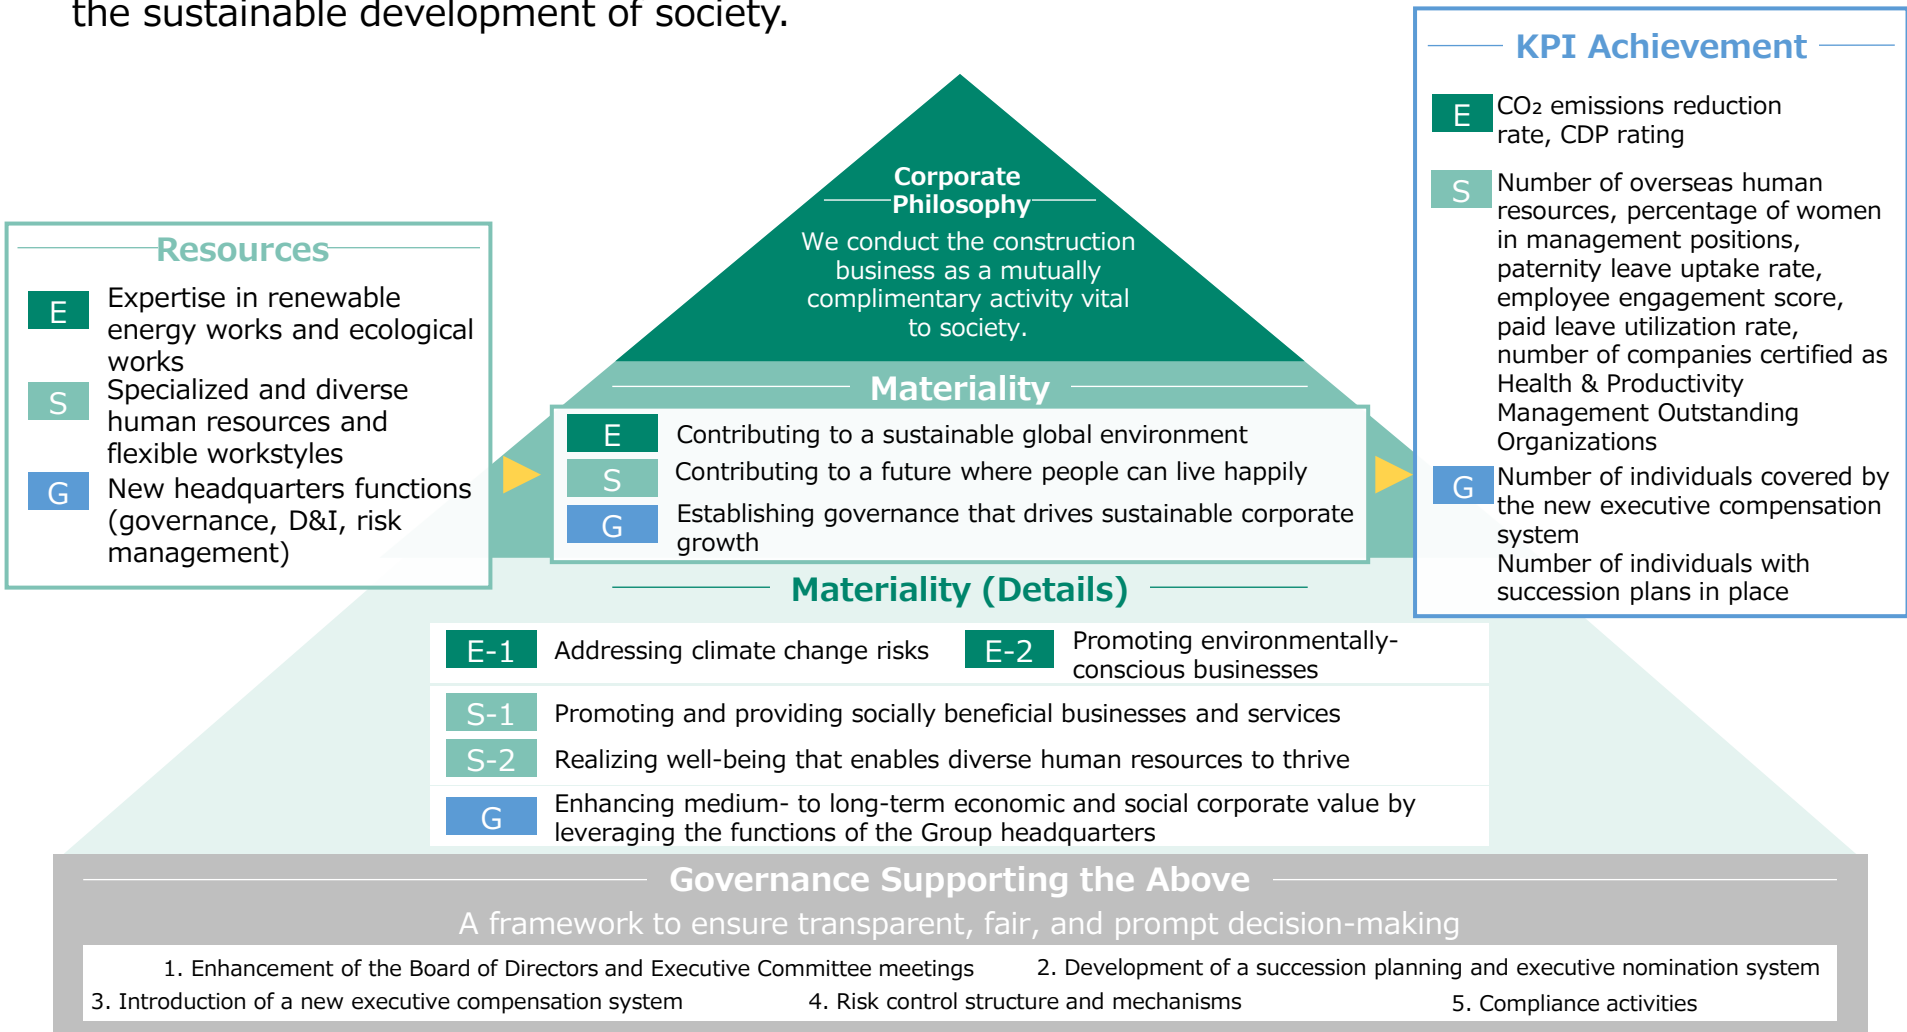 the sustainable development of society.
Corporate
Philosophy
We conduct the construction
business as a mutually
complimentary activity vital
to society.
Resources
E
Expertise in renewable
energy works and ecological
works
S
Specialized and diverse
human resources and
flexible workstyles
G
New headquarters functions
(governance, D&I, risk
management)
Materiality
E
Contributing to a sustainable global environment
S
Contributing to a future where people can live happily
G
Establishing governance that drives sustainable corporate
growth
KPI Achievement
E
CO₂ emissions reduction
rate, CDP rating
S
Number of overseas human
resources, percentage of women
in management positions,
paternity leave uptake rate,
employee engagement score,
paid leave utilization rate,
number of companies certified as
Health & Productivity
Management Outstanding
Organizations
G
Number of individuals covered by
the new executive compensation
system
Number of individuals with
succession plans in place
Materiality (Details)
E-1
Addressing climate change risks
E-2
Promoting environmentally-
conscious businesses
S-1
Promoting and providing socially beneficial businesses and services
S-2
Realizing well-being that enables diverse human resources to thrive
G
Enhancing medium- to long-term economic and social corporate value by
leveraging the functions of the Group headquarters
Governance Supporting the Above
A framework to ensure transparent, fair, and prompt decision-making
1. Enhancement of the Board of Directors and Executive Committee meetings
2. Development of a succession planning and executive nomination system
3. Introduction of a new executive compensation system
4. Risk control structure and mechanisms
5. Compliance activities